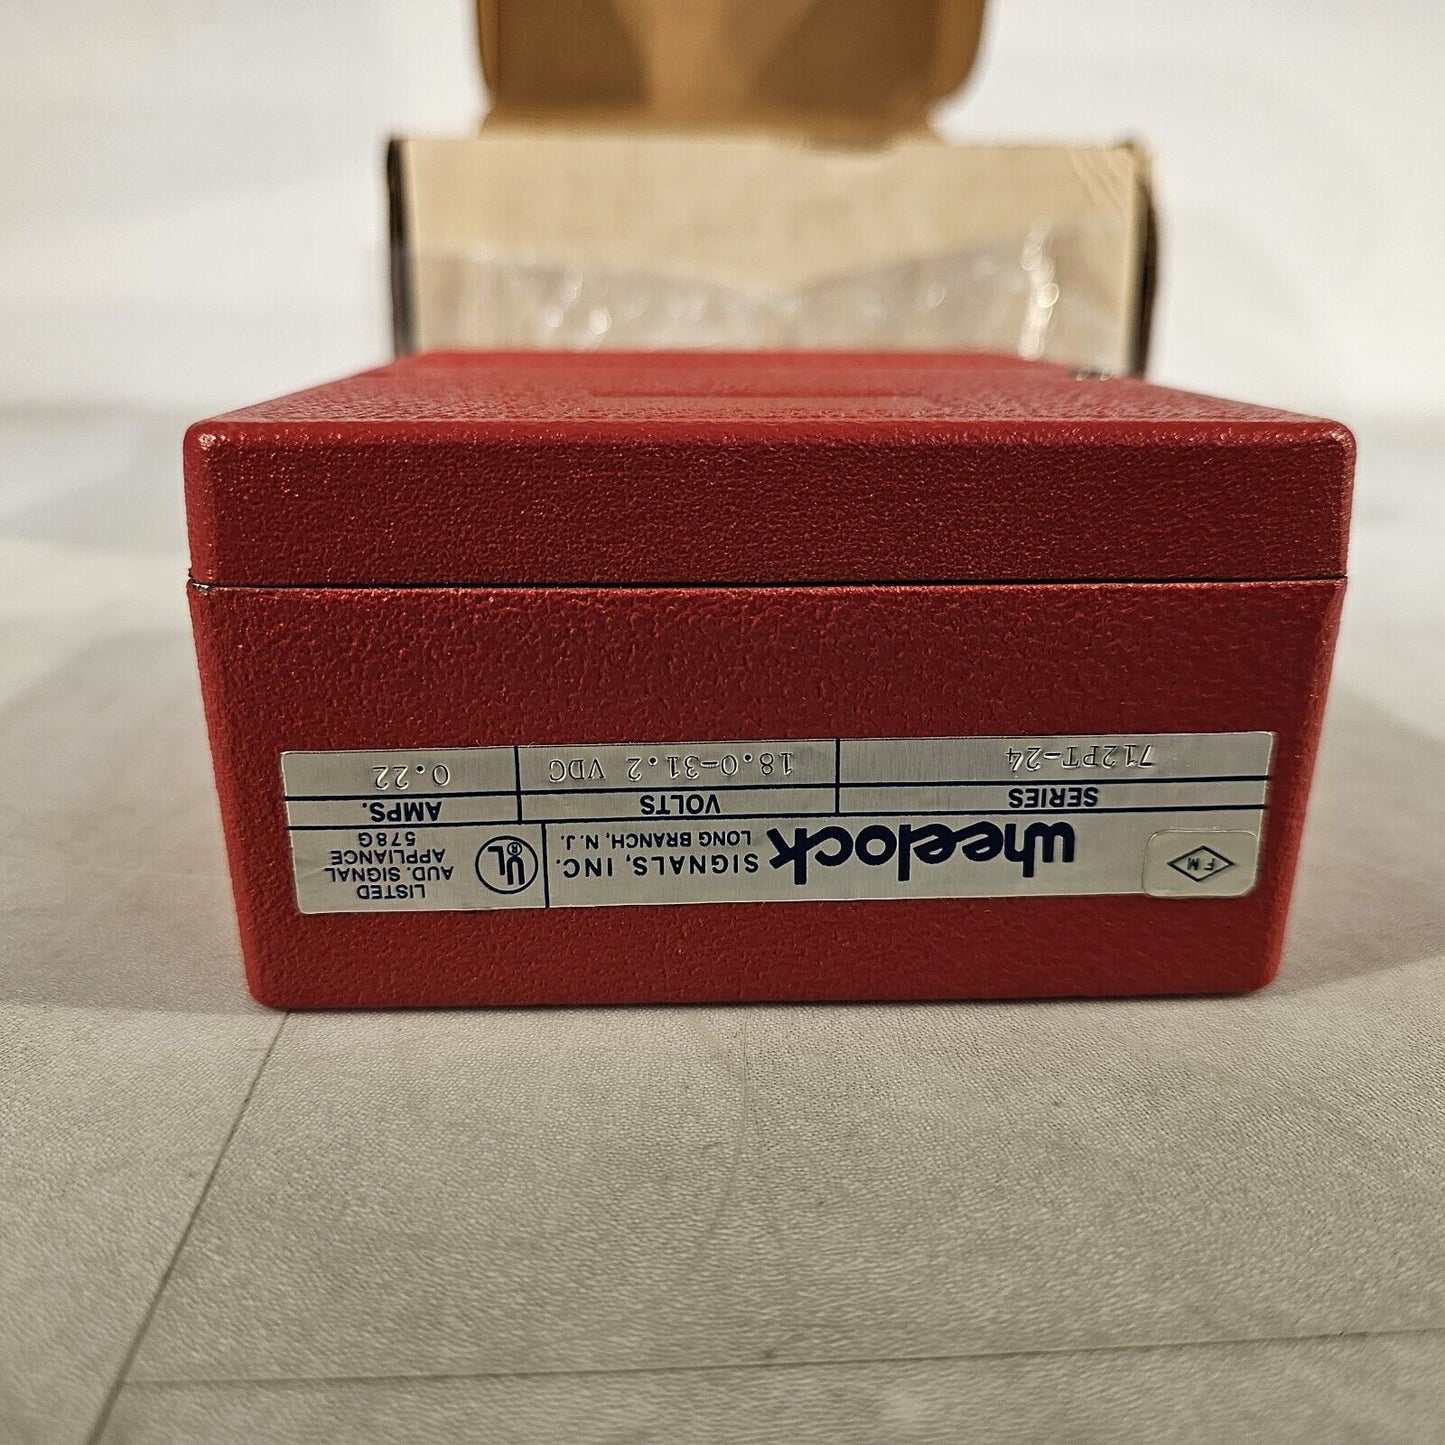 FM
wheelock
SIGNALS, INC.
LONG BRANCH, N. J.
UL®
LISTED
AUD. SIGNAL
APPLIANCE
578G
SERIES VOLTS AMPS.
712PT-24 18.0-31.2 VDC 0.22